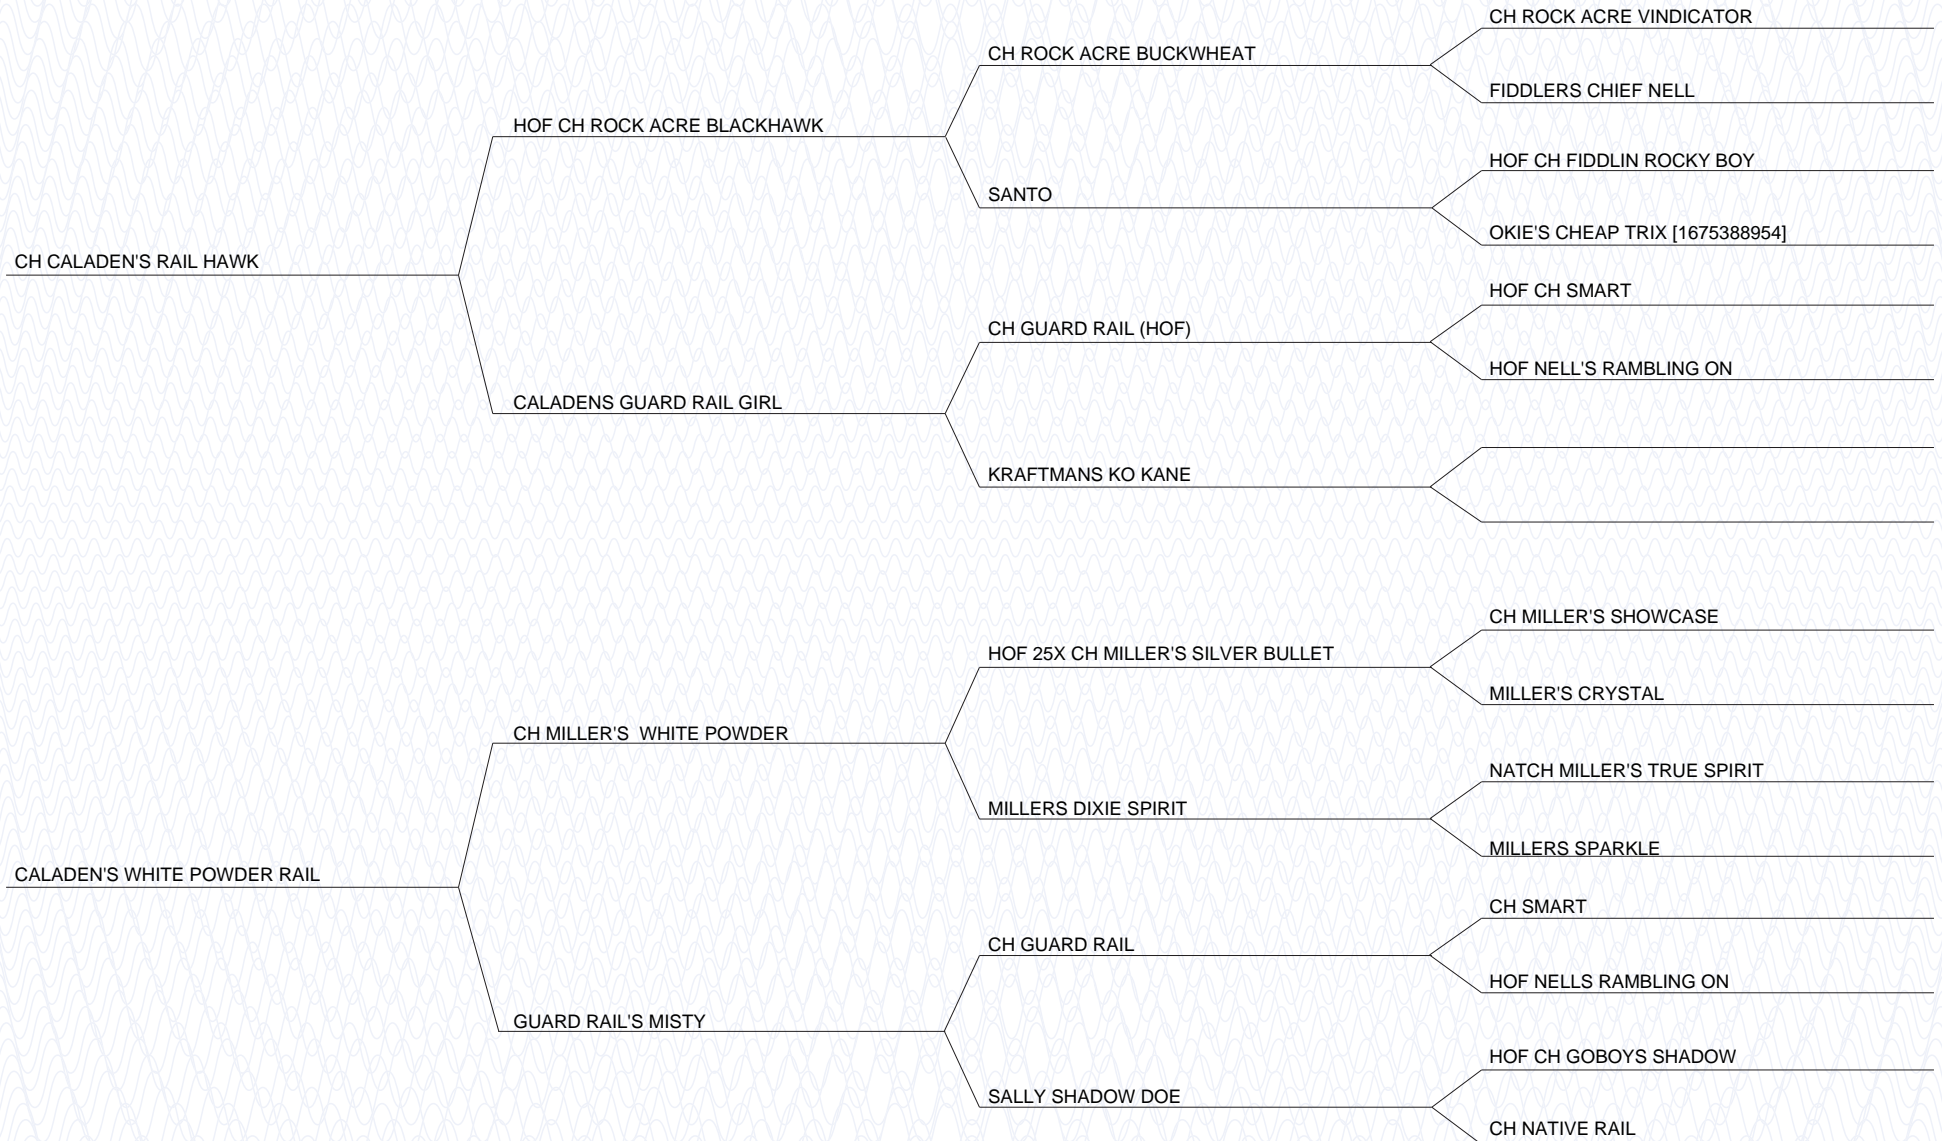 CH ROCK ACRE VINDICATOR
CH ROCK ACRE BUCKWHEAT
FIDDLERS CHIEF NELL
HOF CH ROCK ACRE BLACKHAWK
HOF CH FIDDLIN ROCKY BOY
SANTO
OKIE'S CHEAP TRIX [1675388954]
CH CALADEN'S RAIL HAWK
HOF CH SMART
CH GUARD RAIL (HOF)
HOF NELL'S RAMBLING ON
CALADENS GUARD RAIL GIRL
KRAFTMANS KO KANE
CH MILLER'S SHOWCASE
HOF 25X CH MILLER'S SILVER BULLET
MILLER'S CRYSTAL
CH MILLER'S  WHITE POWDER
NATCH MILLER'S TRUE SPIRIT
MILLERS DIXIE SPIRIT
MILLERS SPARKLE
CALADEN'S WHITE POWDER RAIL
CH SMART
CH GUARD RAIL
HOF NELLS RAMBLING ON
GUARD RAIL'S MISTY
HOF CH GOBOYS SHADOW
SALLY SHADOW DOE
CH NATIVE RAIL